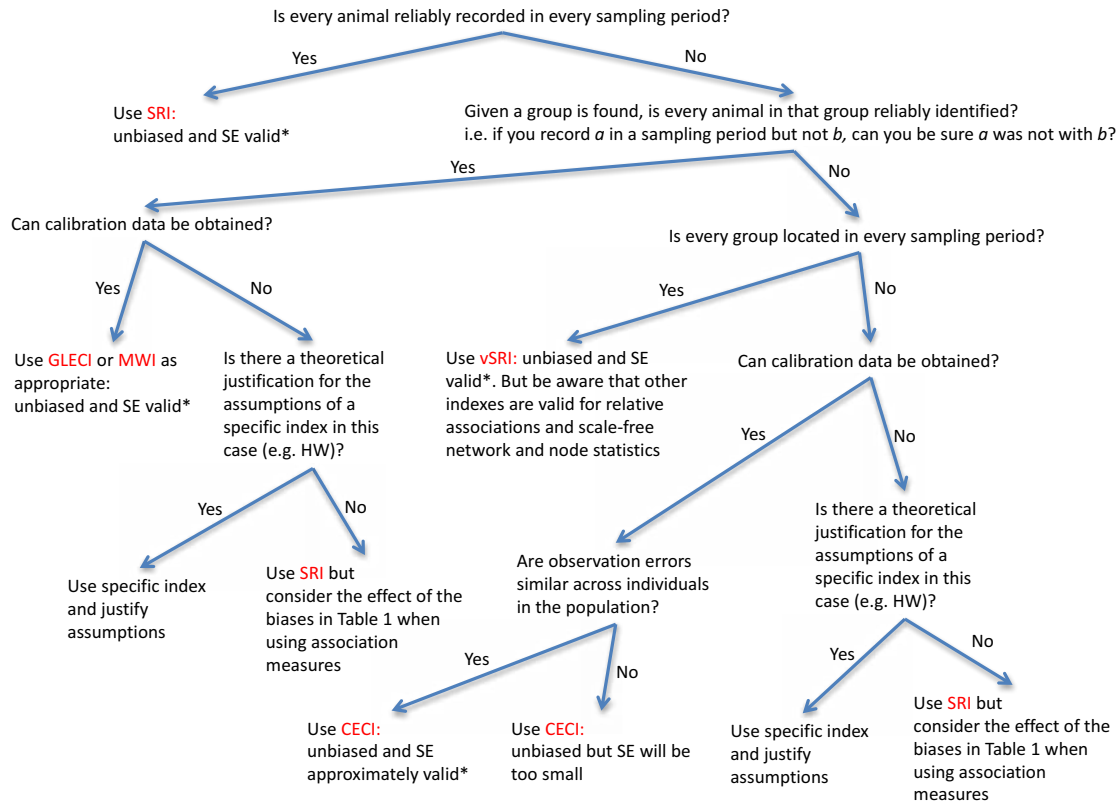 Is every animal reliably recorded in every sampling period?
Yes
No
Use SRI:
unbiased and SE valid*
Given a group is found, is every animal in that group reliably identified?
i.e. if you record a in a sampling period but not b, can you be sure a was not with b?
Yes
No
Can calibration data be obtained?
Is every group located in every sampling period?
Yes
No
Yes
No
Use GLECI or MWI as
appropriate:
unbiased and SE valid*
Is there a theoretical
justification for the
assumptions of a
specific index in this
case (e.g. HW)?
Use vSRI: unbiased and SE
valid*. But be aware that other
indexes are valid for relative
associations and scale-free
network and node statistics
Can calibration data be obtained?
Yes
No
Yes
No
Use specific index
and justify
assumptions
Use SRI but
consider the effect of the
biases in Table 1 when
using association
measures
Are observation errors
similar across individuals
in the population?
Is there a theoretical
justification for the
assumptions of a
specific index in this
case (e.g. HW)?
Yes
No
Yes
No
Use CECI:
unbiased and SE
approximately valid*
Use CECI:
unbiased but SE will be
too small
Use specific index
and justify
assumptions
Use SRI but
consider the effect of the
biases in Table 1 when
using association
measures